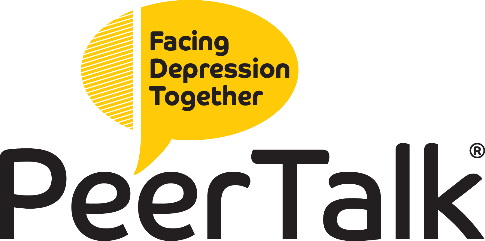 Facing
Depression
Together
PeerTalk®